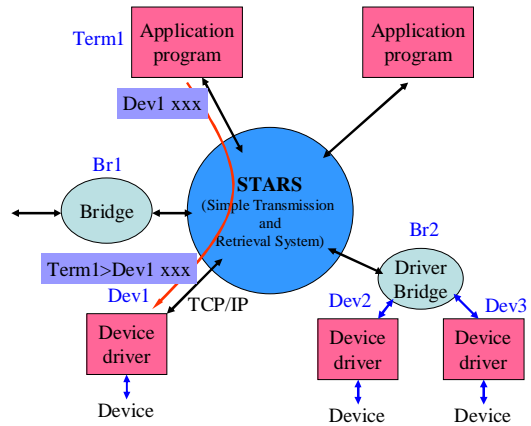 Term1
Application
program
Application
program
Dev1 xxx
Br1
Bridge
STARS
(Simple Transmission
and
Retrieval System)
Br2
Driver
Bridge
Term1>Dev1 xxx
Dev1
TCP/IP
Device
driver
Device
Dev2
Dev3
Device
driver
Device
driver
Device
Device